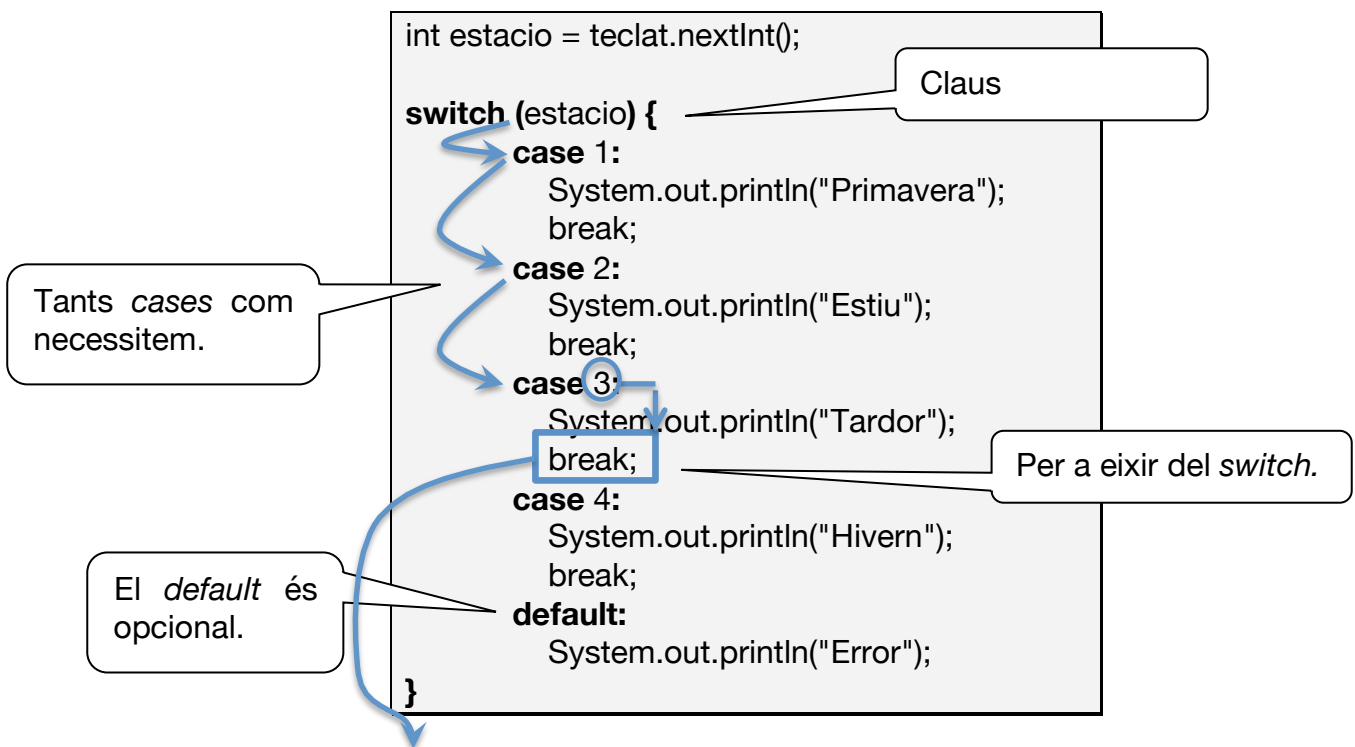 int estacio = teclat.nextInt();
Claus
switch (estacio) {
case 1:
System.out.println("Primavera");
break;
case 2:
Tants cases com
necessitem.
System.out.println("Estiu");
break;
case 3:
System.out.println("Tardor");
break;
Per a eixir del switch.
case 4:
System.out.println("Hivern");
break;
El default és
opcional.
default:
System.out.println("Error");
}